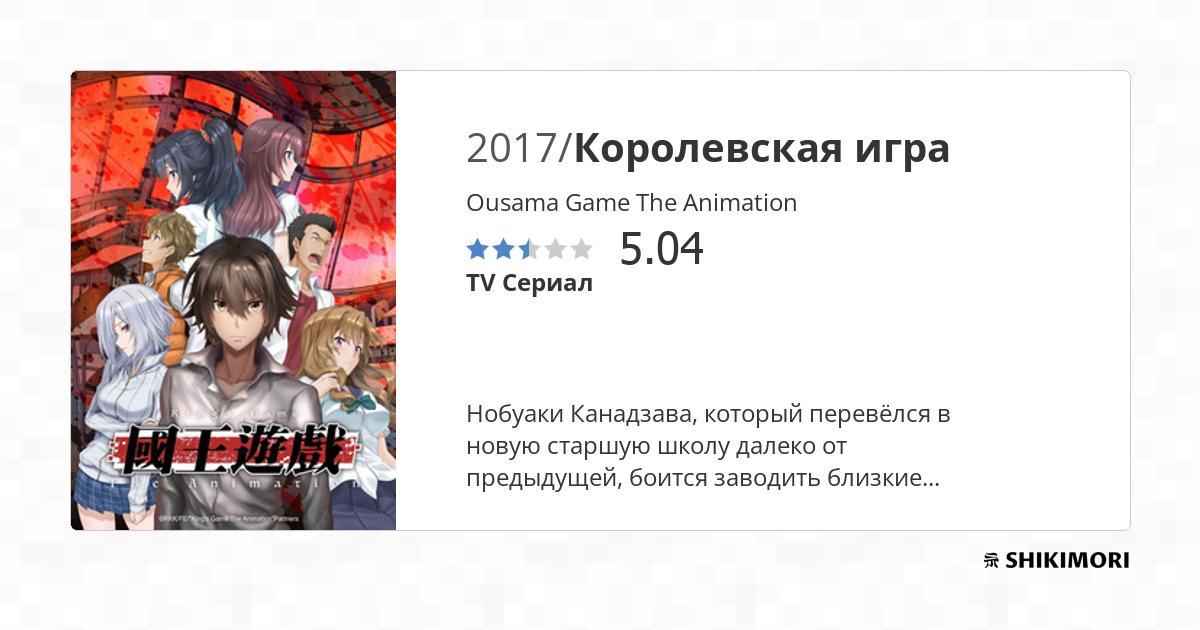 2017/Королевская игра
Ousama Game The Animation
5.04
TV Сериал
Нобуаки Канадзава, который перевёлся в
новую старшую школу далеко от
предыдущей, боится заводить близкие...
King's Game
國王遊戲
The Animation
©RKK/FE/"King's Game The Animation"Partners
SHIKIMORI